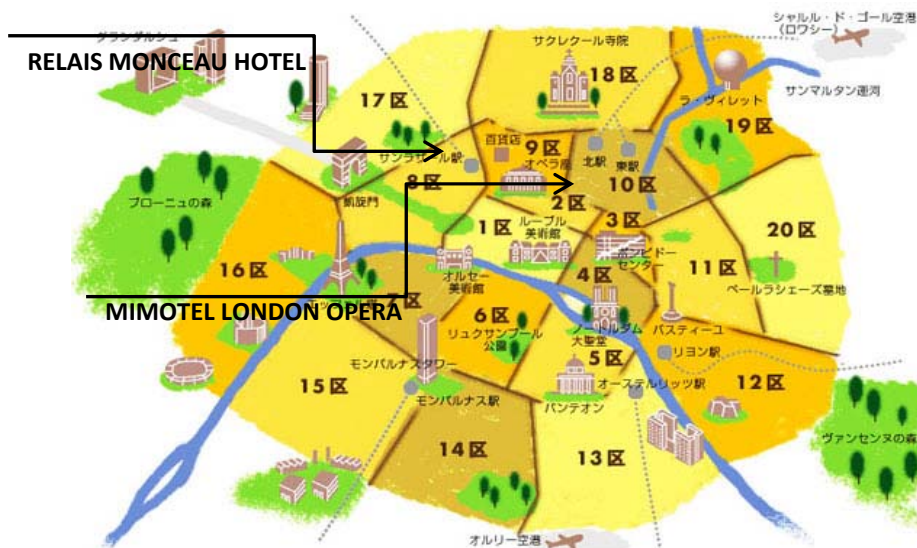 シャルル・ド・ゴール空港
(ロワシー)
サクレクール寺院
RELAIS MONCEAU HOTEL
18区
17区
ラ・ヴィレット
サンマルタン運河
19区
百貨店
9区
オペラ座
北駅
東駅
サンラザール駅
8区
10区
凱旋門
ブローニュの森
2区
3区
1区
ルーブル
美術館
20区
ポンピドー
センター
11区
16区
オルセー
美術館
4区
ペールラシェーズ墓地
MIMOTEL LONDON OPERA
6区
リュクサンブール
公園
ノートルダム
大聖堂
バスティーユ
モンパルナスタワー
5区
リヨン駅
15区
モンパルナス駅
パンテオン
オーステルリッツ駅
12区
ヴァンセンヌの森
14区
13区
オルリー空港